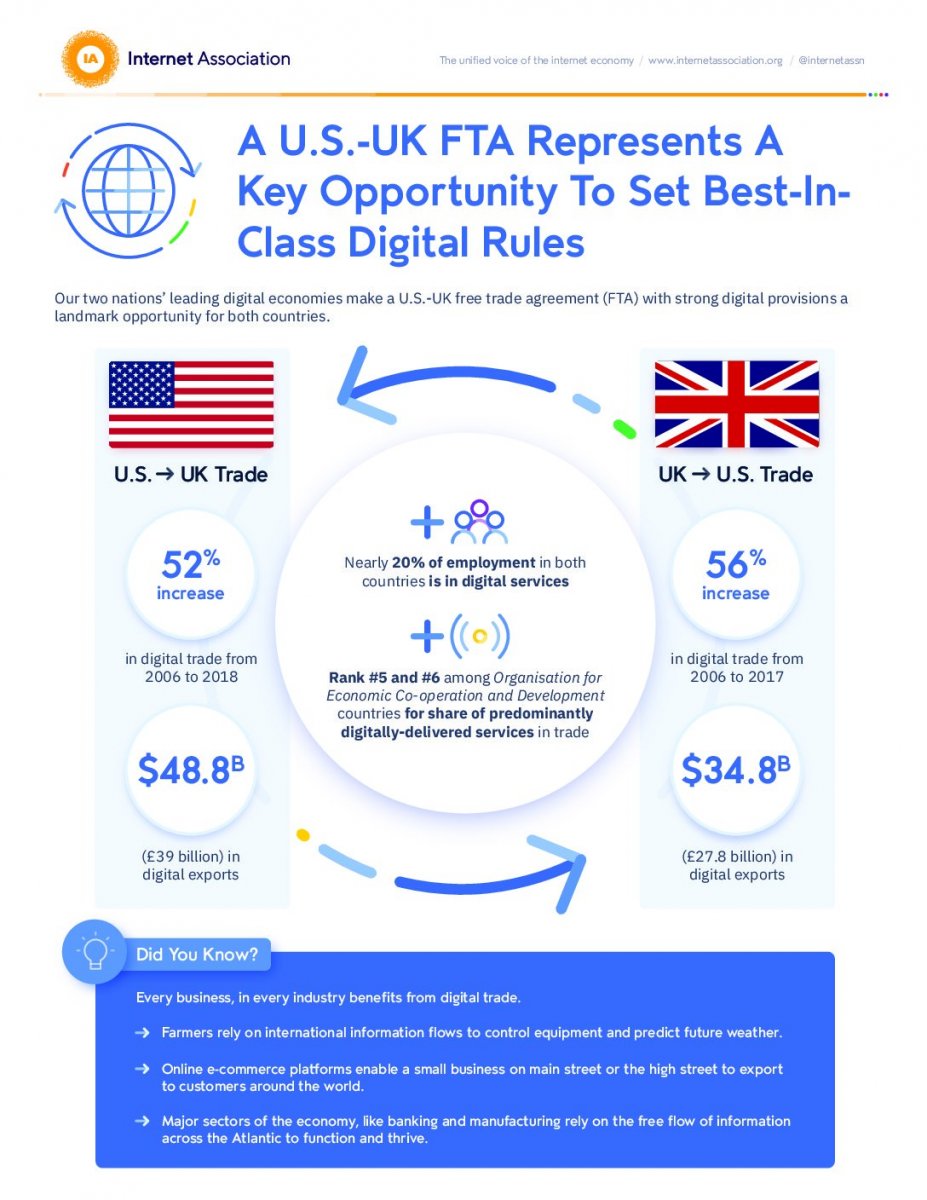 IA
Internet Association
The unified voice of the internet economy / www.internetassociation.org / @internetassn
A U.S.-UK FTA Represents A
Key Opportunity To Set Best-In-
Class Digital Rules
Our two nations’ leading digital economies make a U.S.-UK free trade agreement (FTA) with strong digital provisions a
landmark opportunity for both countries.
U.S. → UK Trade
52%
increase
in digital trade from
2006 to 2018
$48.8B
(£39 billion) in
digital exports
Nearly 20% of employment in both
countries is in digital services
Rank #5 and #6 among Organisation for
Economic Co-operation and Development
countries for share of predominantly
digitally-delivered services in trade
UK → U.S. Trade
56%
increase
in digital trade from
2006 to 2017
$34.8B
(£27.8 billion) in
digital exports
Did You Know?
Every business, in every industry benefits from digital trade.
→ Farmers rely on international information flows to control equipment and predict future weather.
→ Online e-commerce platforms enable a small business on main street or the high street to export
to customers around the world.
→ Major sectors of the economy, like banking and manufacturing rely on the free flow of information
across the Atlantic to function and thrive.